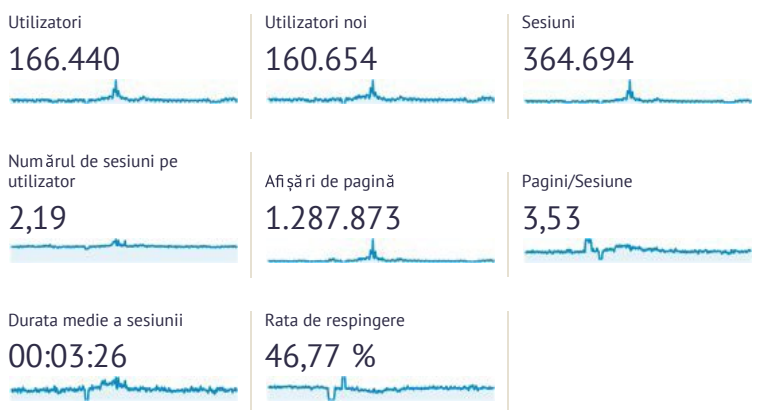 Utilizatori
166.440
Utilizatori noi
160.654
Sesiuni
364.694
Numărul de sesiuni pe
utilizator
2,19
Afișări de pagină
1.287.873
Pagini/Sesiune
3,53
Durata medie a sesiunii
00:03:26
Rata de respingere
46,77 %